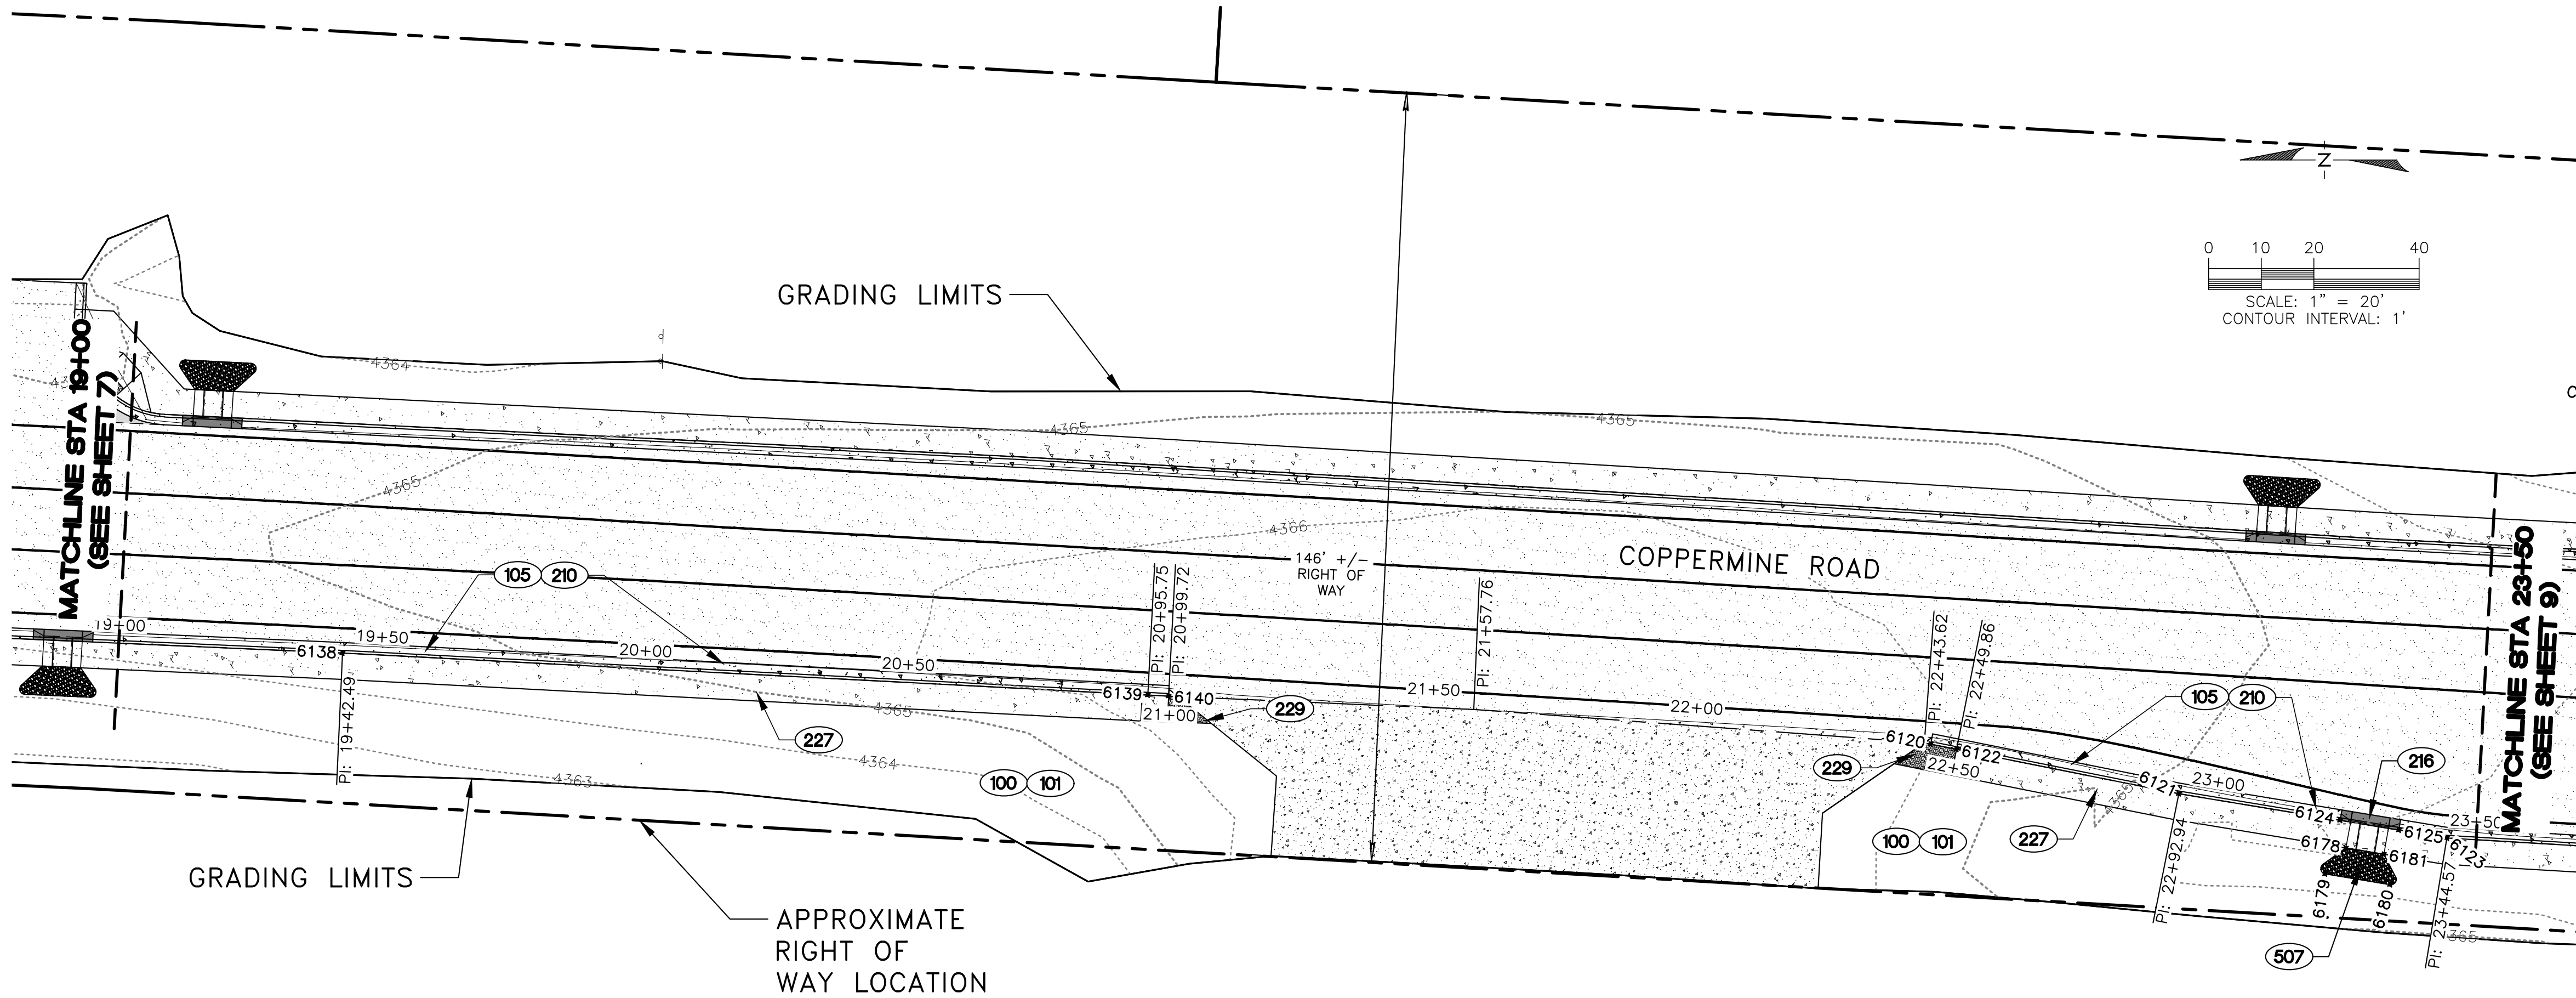 Z
0 10 20 40
SCALE: 1" = 20'
CONTOUR INTERVAL: 1'
GRADING LIMITS
MATCHLINE STA 19+00
(SEE SHEET 7)
4364
4365
4365
4365
4366
COPPERMINE ROAD
146' +/-
RIGHT OF
WAY
MATCHLINE STA 23+50
(SEE SHEET 9)
105 210
19+00
19+50
20+00
20+50
21+00
21+50
22+00
22+50
23+00
23+50
6138
6139
6140
6120
6122
6121
6124
6125
6123
6178
6181
6179
6180
PI: 19+42.49
PI: 20+95.75
PI: 20+99.72
PI: 21+57.76
PI: 22+43.62
PI: 22+49.86
PI: 22+92.94
PI: 23+44.57
229
227
4365
4364
4363
100 101
229
105 210
216
227
4365
100 101
507
GRADING LIMITS
APPROXIMATE
RIGHT OF
WAY LOCATION